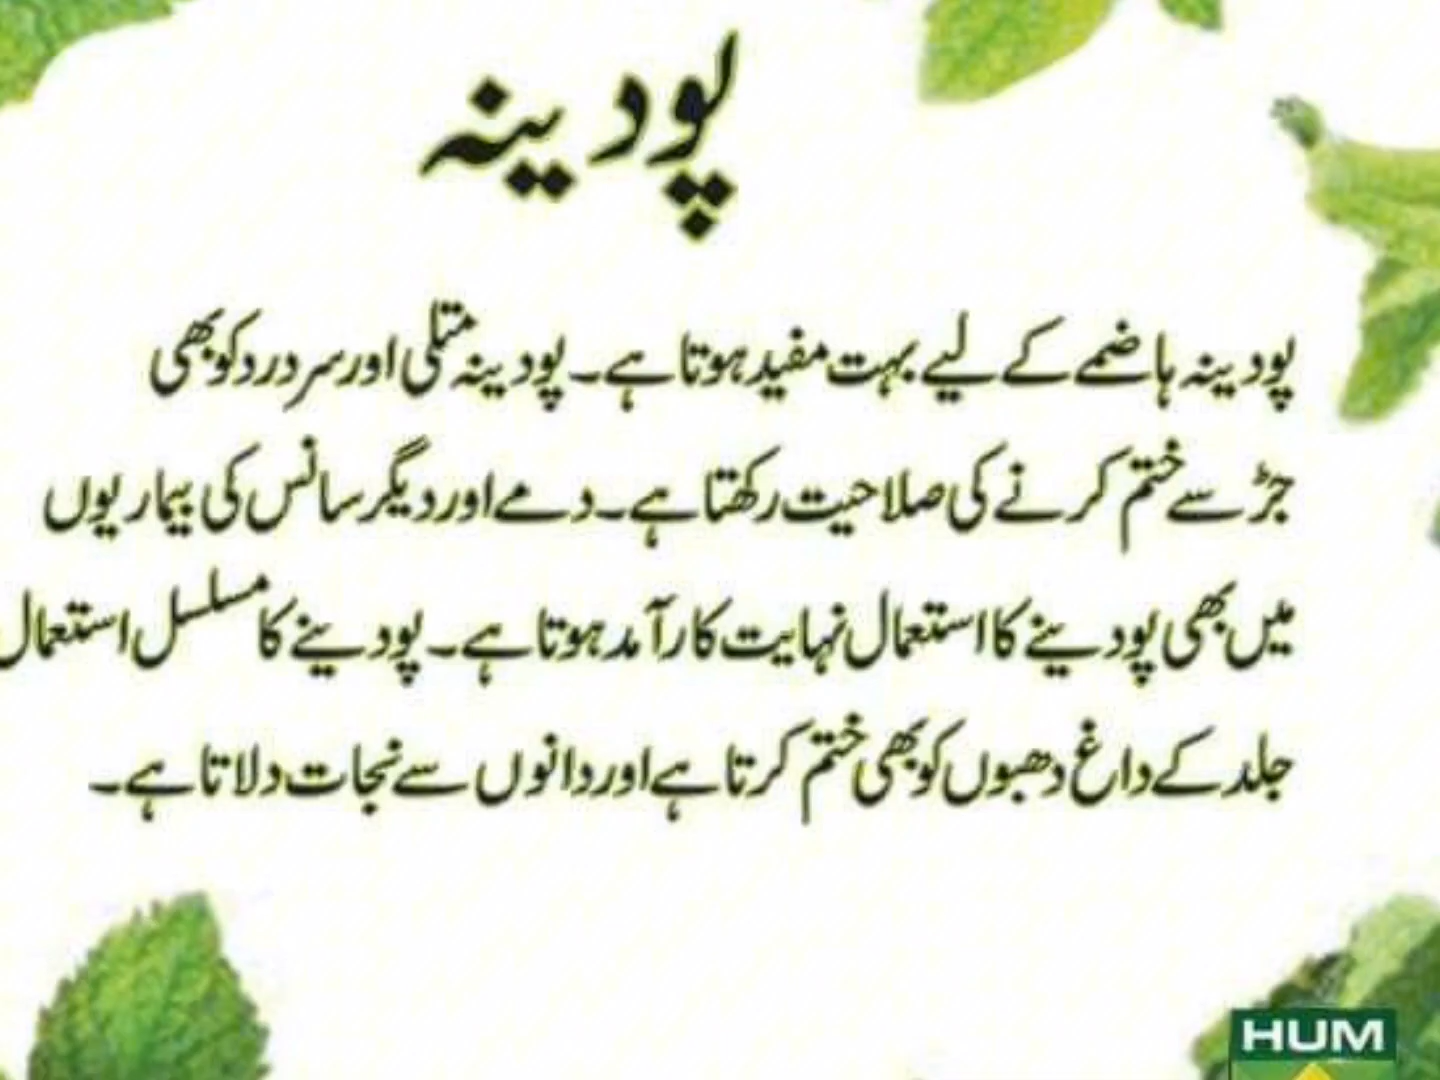 پودینہ
پودینہ ہاضمے کے لیے بہت مفید ہوتا ہے۔ پودینہ متلی اور سر درد کو بھی
جڑ سے ختم کرنے کی صلاحیت رکھتا ہے۔ دمے اور دیگر سانس کی بیماریوں
میں بھی پودینے کا استعمال نہایت کارآمد ہوتا ہے۔ پودینے کا مسلسل استعمال
جلد کے داغ دھبوں کو بھی ختم کرتا ہے اور دانوں سے نجات دلاتا ہے۔
HUM